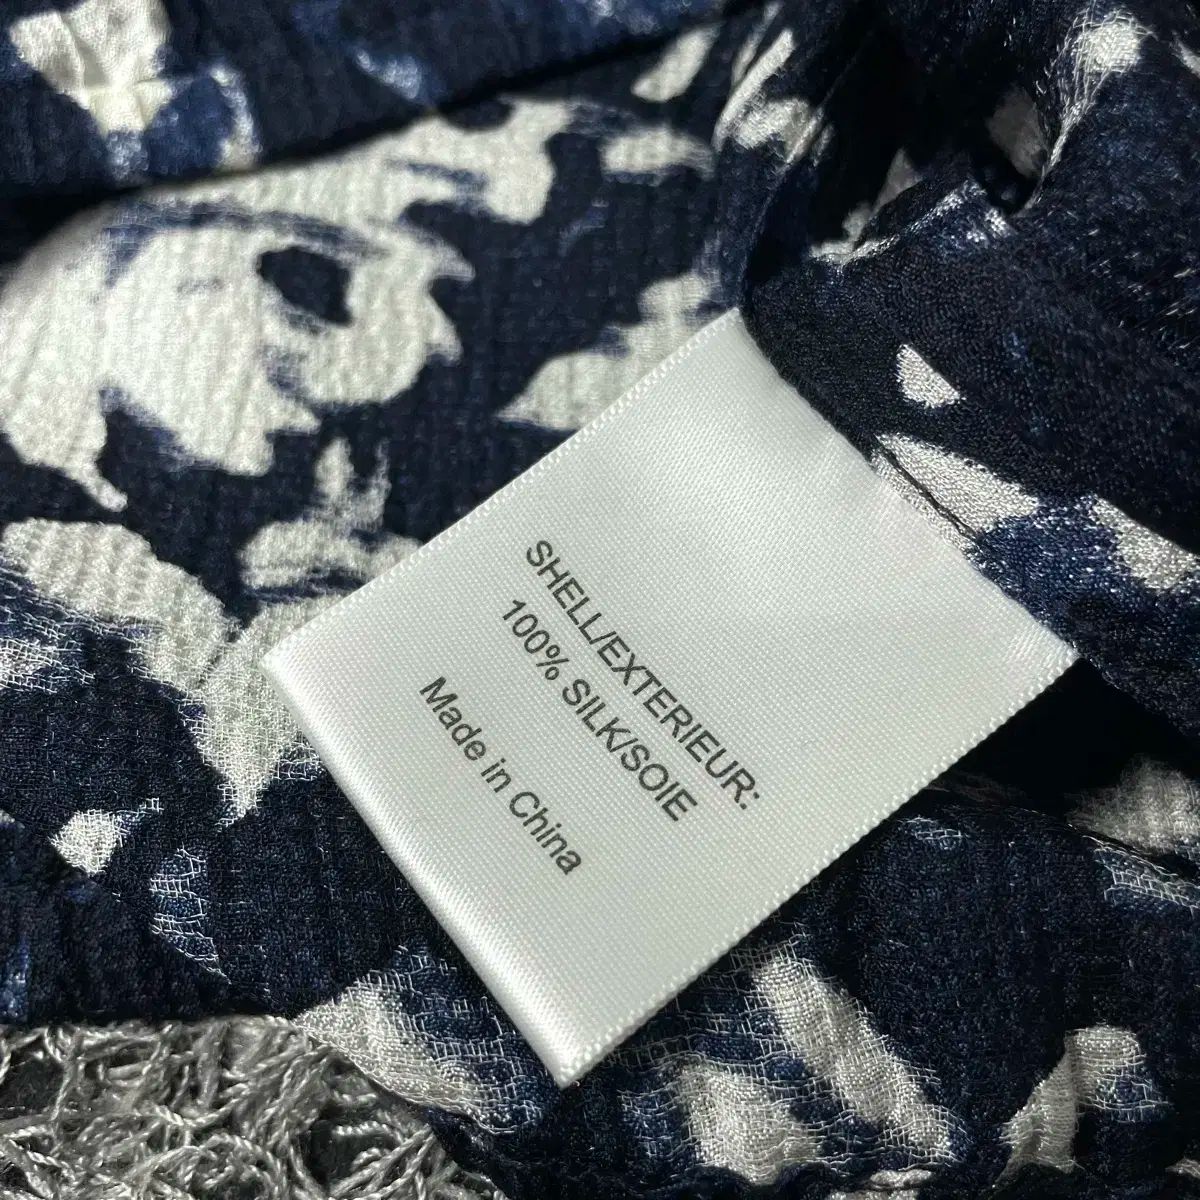 SHELL/EXTERIEUR:
100% SILK/SOIE
Made in China